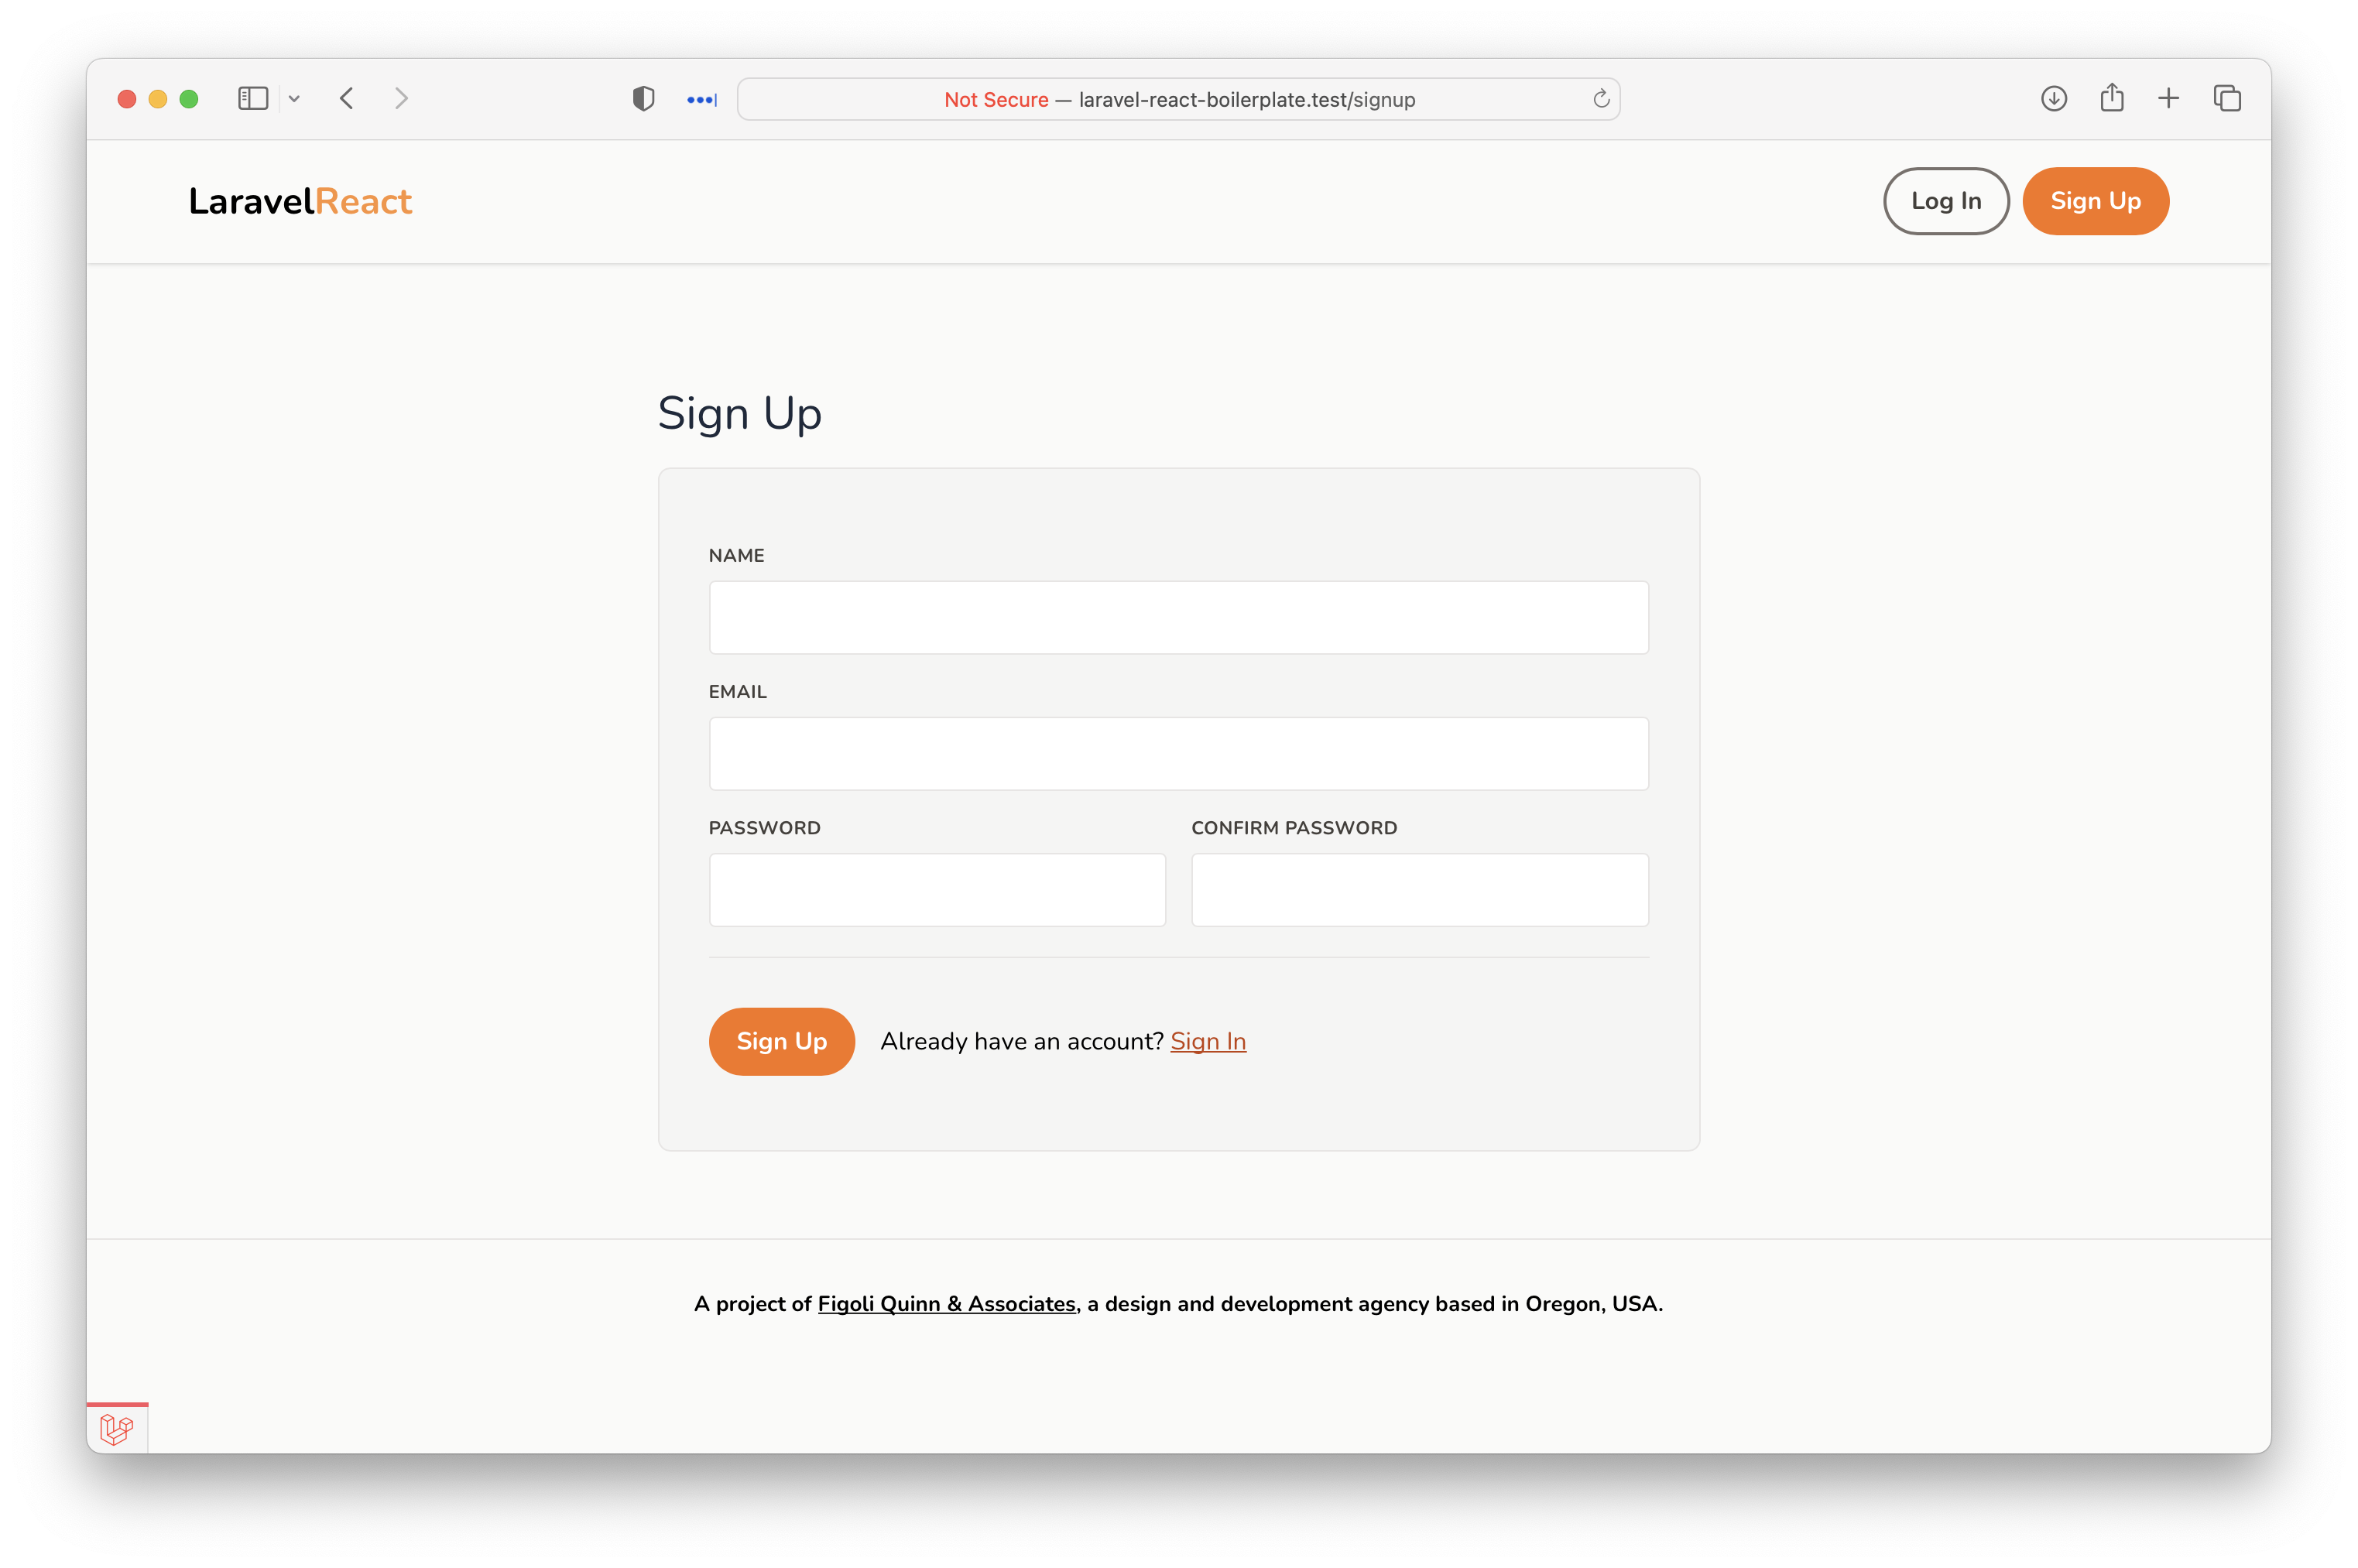 Not Secure — laravel-react-boilerplate.test/signup
LaravelReact
Log In
Sign Up
Sign Up
NAME
EMAIL
PASSWORD
CONFIRM PASSWORD
Sign Up
Already have an account? Sign In
A project of Figoli Quinn & Associates, a design and development agency based in Oregon, USA.